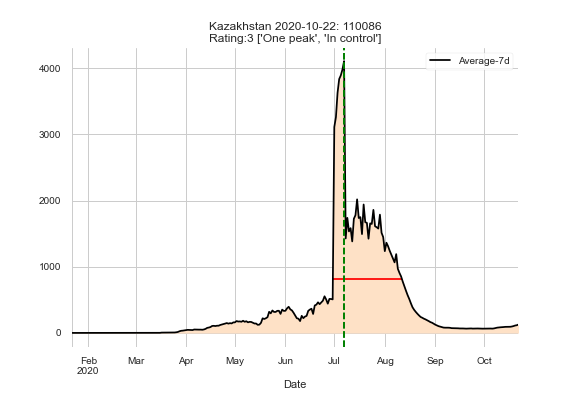 Kazakhstan 2020-10-22: 110086
Rating:3 ['One peak', 'In control']
Average-7d
4000
3000
2000
1000
0
Feb Mar Apr May Jun Jul Aug Sep Oct
2020
Date